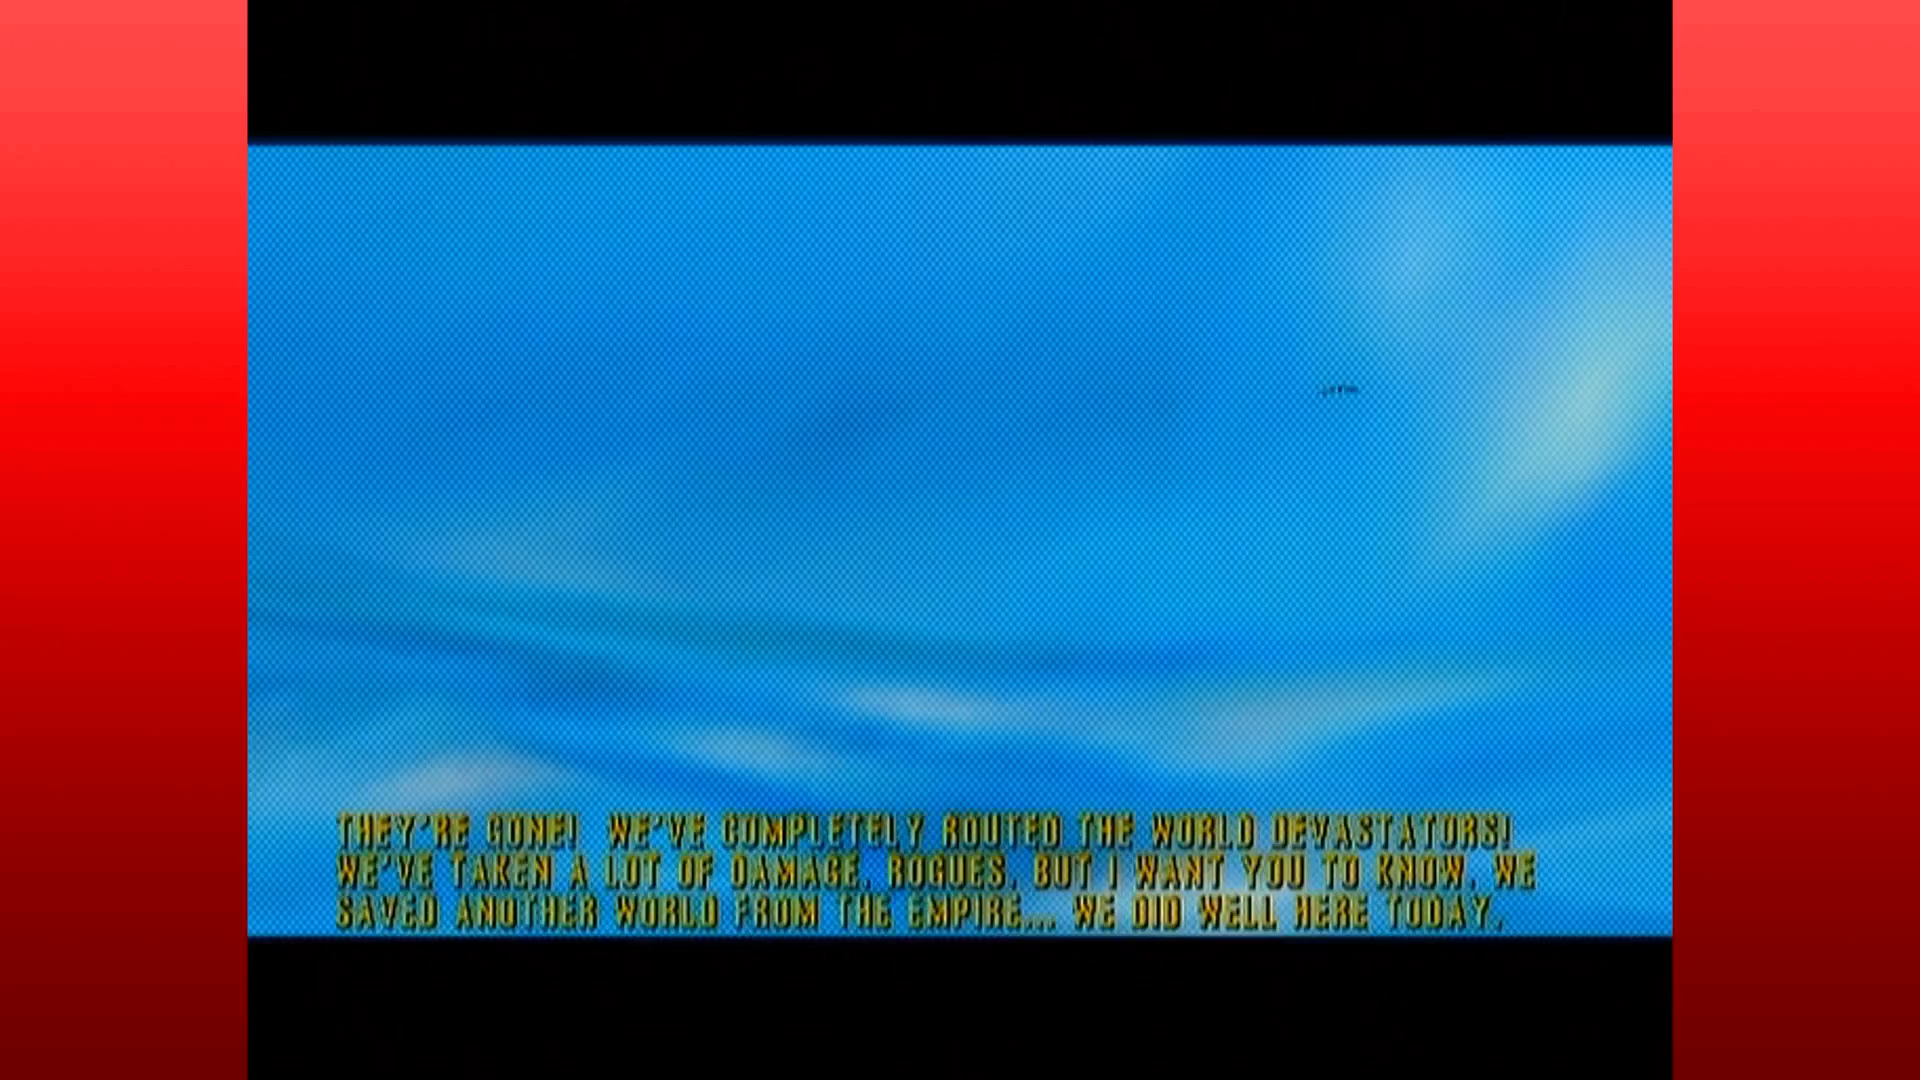 THEY'RE GONE! WE'VE COMPLETELY ROUTED THE WORLD DEVASTATORS!
WE'VE TAKEN A LOT OF DAMAGE, ROGUES, BUT I WANT YOU TO KNOW, WE
SAVED ANOTHER WORLD FROM THE EMPIRE... WE DID WELL HERE TODAY.